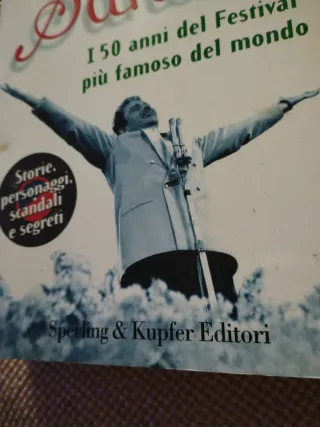 I 50 anni del Festival
più famoso del mondo
Storie,
personaggi,
scandali
e segreti
Sperling & Kupfer Editori